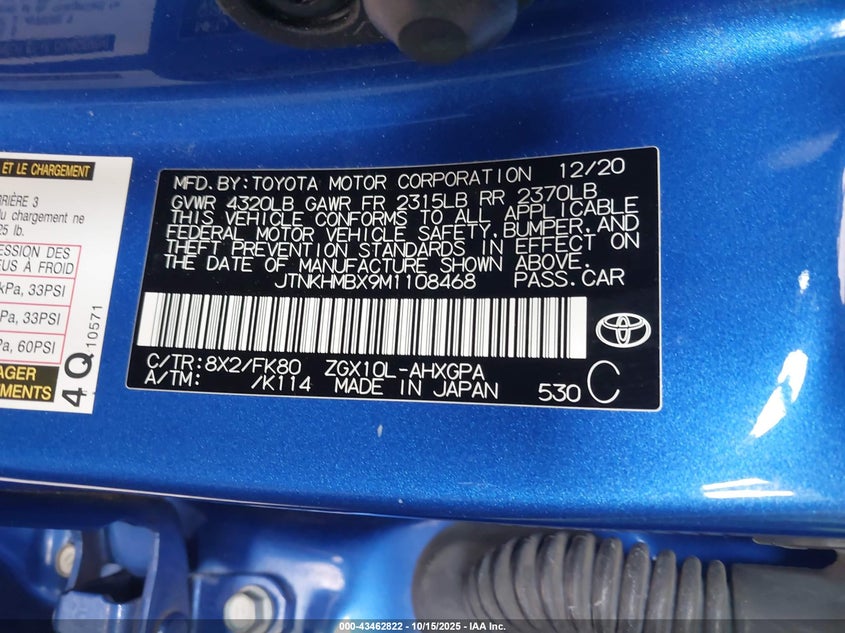 ET LE CHARGEMENT
RIÈRE 3
du chargement ne
25 lb.
ESSION DES
EUS À FROID
kPa, 33PSI
Pa, 33PSI
Pa, 60PSI
AGER
EMENTS
4Q 10571
MFD. BY: TOYOTA MOTOR CORPORATION 12/20
GVWR 4320LB GAWR FR 2315LB RR 2370LB
THIS VEHICLE CONFORMS TO ALL APPLICABLE
FEDERAL MOTOR VEHICLE SAFETY, BUMPER, AND
THEFT PREVENTION STANDARDS IN EFFECT ON
THE DATE OF MANUFACTURE SHOWN ABOVE.
JTNKHMBX9M1108468 PASS. CAR
C/TR: 8X2/FK80 ZGX10L-AHXGPA
A/TM: /K114 MADE IN JAPAN 530 C
000-43462822 - 10/15/2025 - IAA Inc.